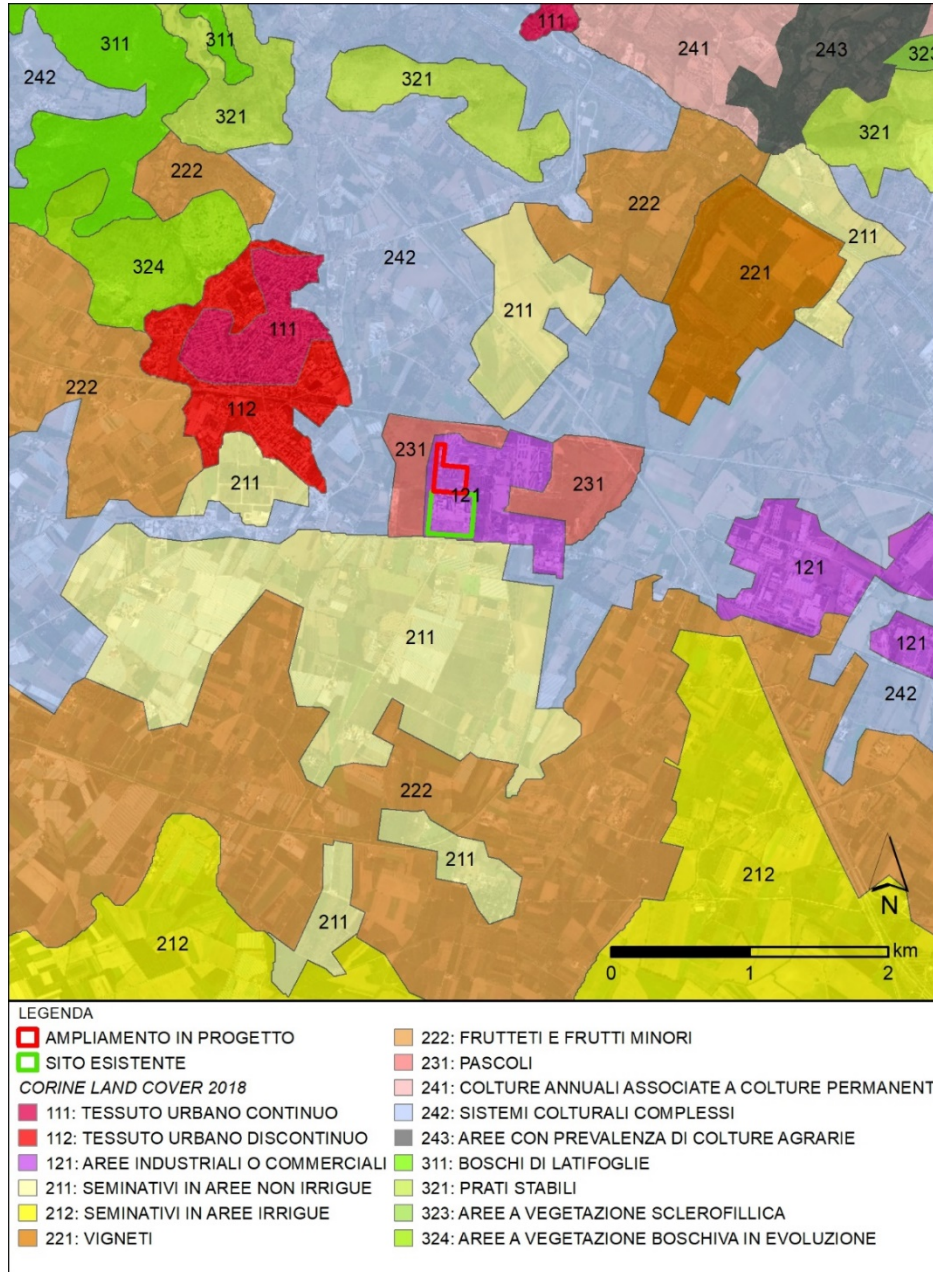 111
311
311
241
243
323
242
321
321
321
222
222
211
324
242
221
211
111
222
112
231
231
211
121
121
211
121
242
222
211
212
N
212
211
km
0 1 2
LEGENDA
AMPLIAMENTO IN PROGETTO
SITO ESISTENTE
CORINE LAND COVER 2018
111: TESSUTO URBANO CONTINUO
112: TESSUTO URBANO DISCONTINUO
121: AREE INDUSTRIALI O COMMERCIALI
211: SEMINATIVI IN AREE NON IRRIGUE
212: SEMINATIVI IN AREE IRRIGUE
221: VIGNETI
222: FRUTTETI E FRUTTI MINORI
231: PASCOLI
241: COLTURE ANNUALI ASSOCIATE A COLTURE PERMANENT
242: SISTEMI COLTURALI COMPLESSI
243: AREE CON PREVALENZA DI COLTURE AGRARIE
311: BOSCHI DI LATIFOGLIE
321: PRATI STABILI
323: AREE A VEGETAZIONE SCLEROFILLICA
324: AREE A VEGETAZIONE BOSCHIVA IN EVOLUZIONE